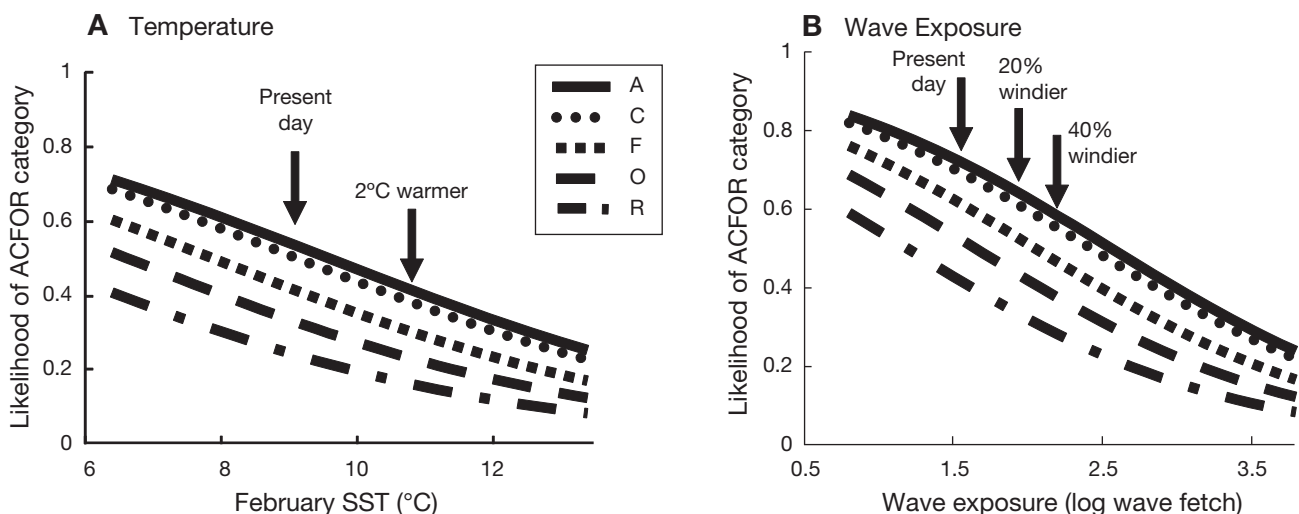 A Temperature
Likelihood of ACFOR category
1
0.8
0.6
0.4
0.2
0
6
8
10
12
February SST (°C)
Present
day
2°C warmer
A
C
F
O
R
B Wave Exposure
Likelihood of ACFOR category
1
0.8
0.6
0.4
0.2
0
0.5
1.5
2.5
3.5
Wave exposure (log wave fetch)
Present
day
20%
windier
40%
windier